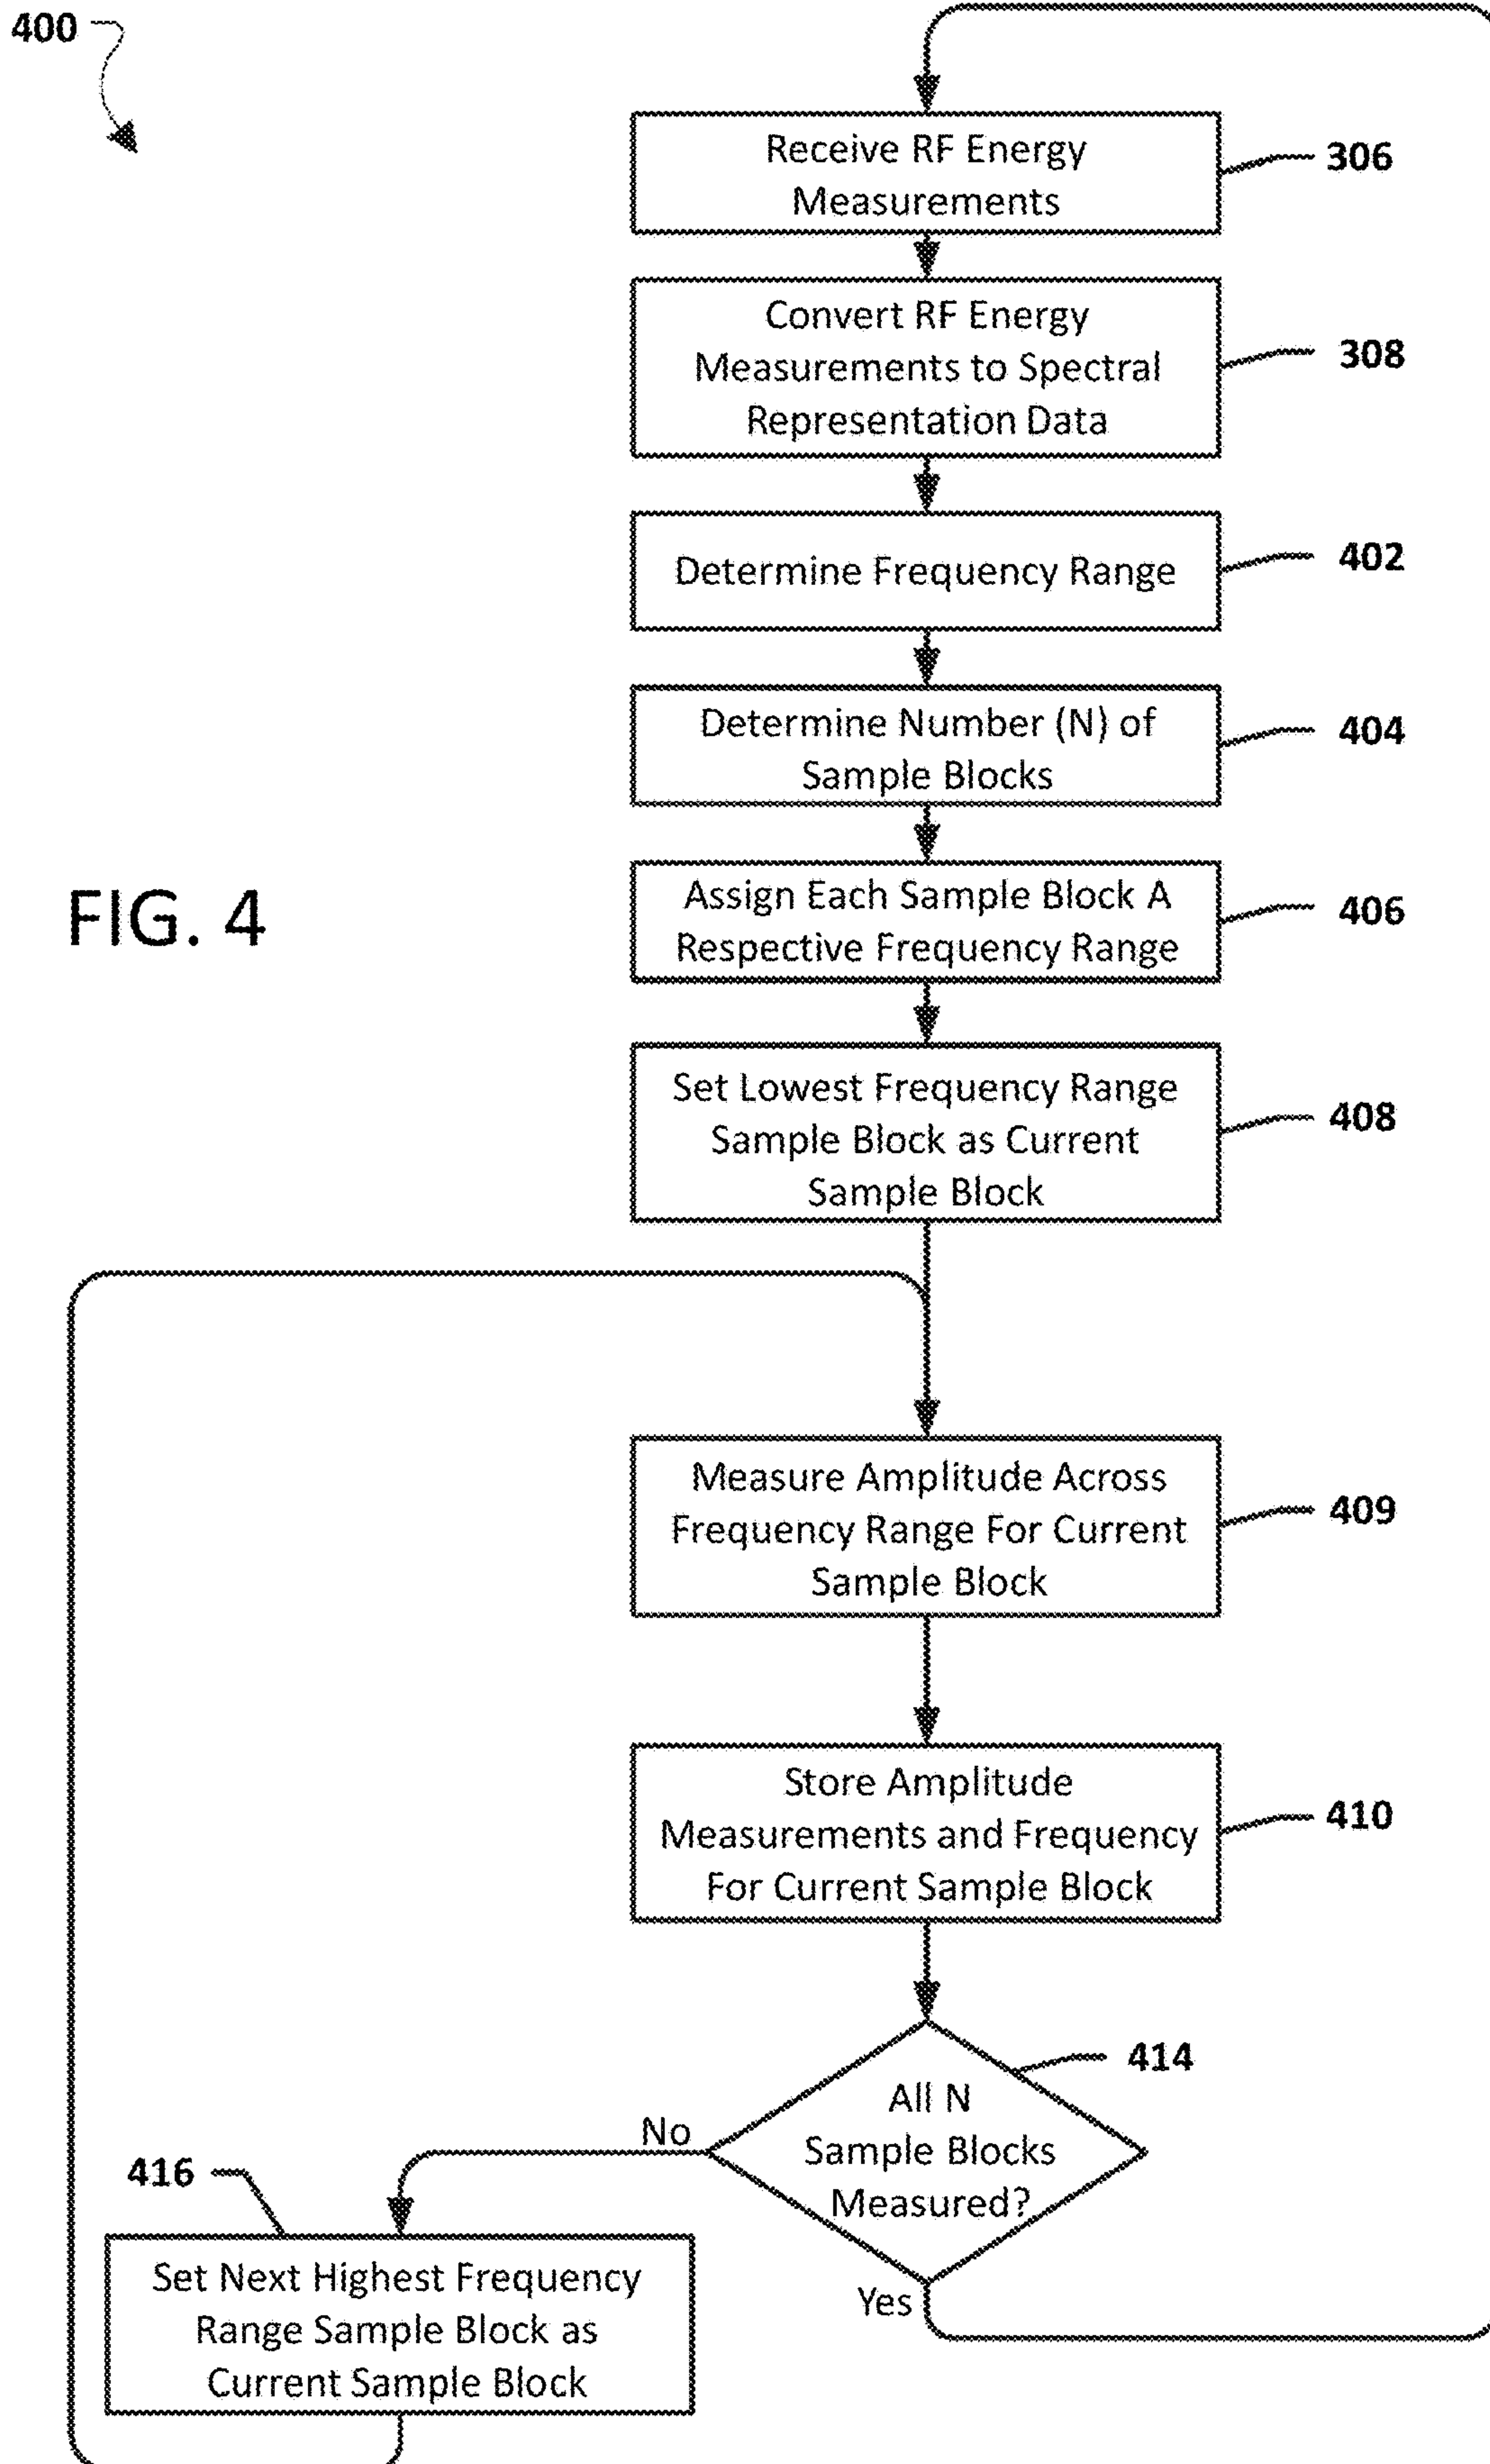 400
Receive RF Energy
Measurements
306
Convert RF Energy
Measurements to Spectral
Representation Data
308
Determine Frequency Range
402
Determine Number (N) of
Sample Blocks
404
FIG. 4
Assign Each Sample Block A
Respective Frequency Range
406
Set Lowest Frequency Range
Sample Block as Current
Sample Block
408
Measure Amplitude Across
Frequency Range For Current
Sample Block
409
Store Amplitude
Measurements and Frequency
For Current Sample Block
410
414
All N
Sample Blocks
Measured?
No
416
Set Next Highest Frequency
Range Sample Block as
Current Sample Block
Yes